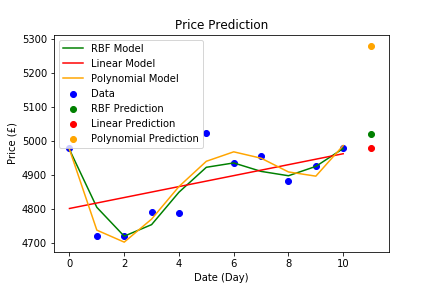 Price Prediction
5300
5200
5100
5000
4900
4800
4700
Price (£)
RBF Model
Linear Model
Polynomial Model
Data
RBF Prediction
Linear Prediction
Polynomial Prediction
0
2
4
6
8
10
Date (Day)